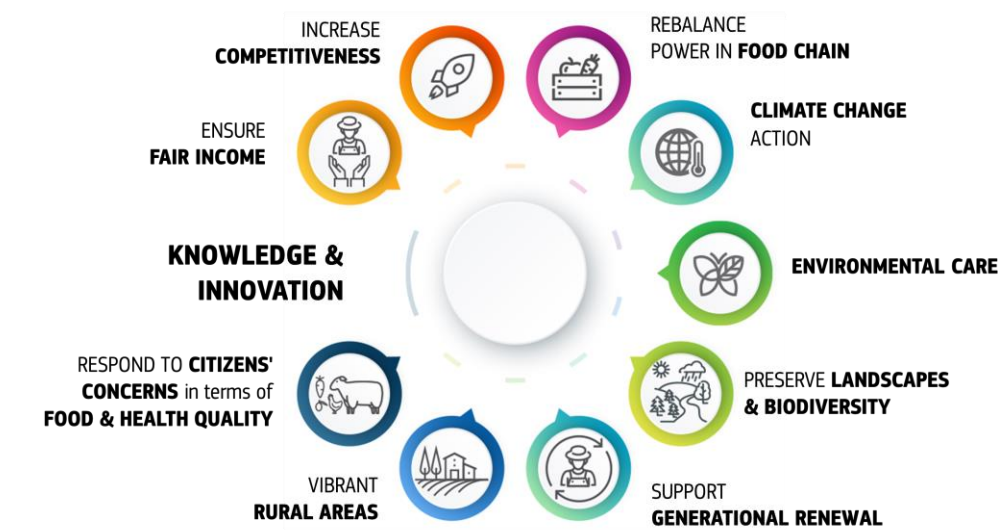 INCREASE
COMPETITIVENESS
REBALANCE
POWER IN FOOD CHAIN
CLIMATE CHANGE
ACTION
ENSURE
FAIR INCOME
KNOWLEDGE &
INNOVATION
ENVIRONMENTAL CARE
RESPOND TO CITIZENS'
CONCERNS in terms of
FOOD & HEALTH QUALITY
PRESERVE LANDSCAPES
& BIODIVERSITY
VIBRANT
RURAL AREAS
SUPPORT
GENERATIONAL RENEWAL